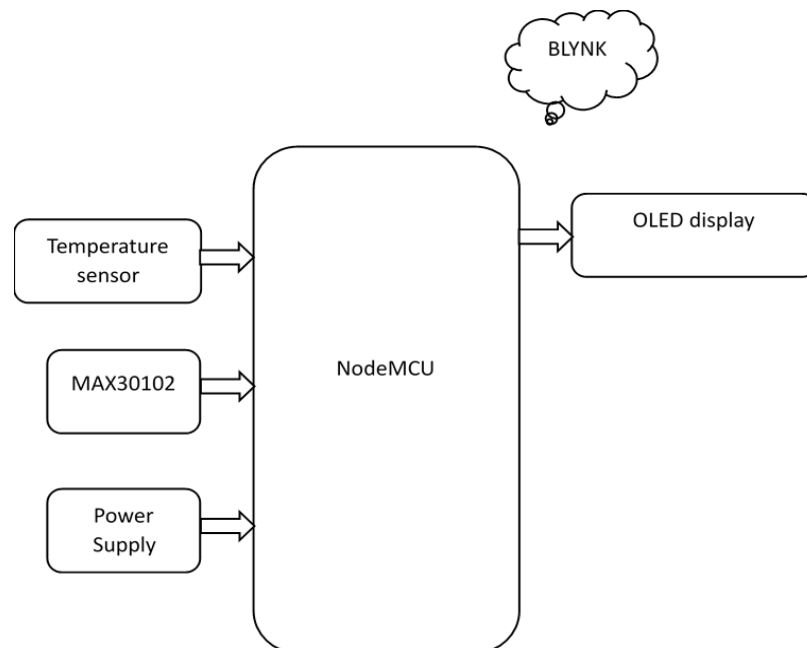 BLYNK
OLED display
Temperature
sensor
MAX30102
NodeMCU
Power
Supply